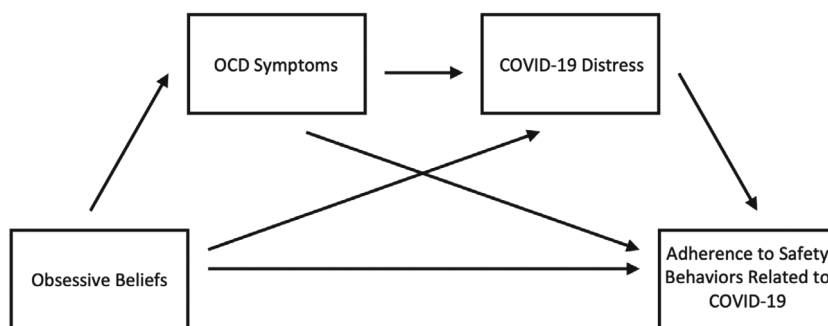 OCD Symptoms
COVID-19 Distress
Obsessive Beliefs
Adherence to Safety
Behaviors Related to
COVID-19